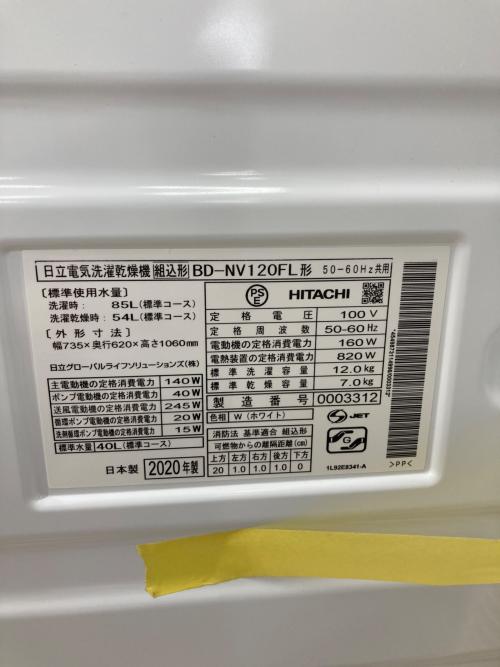 日立電気洗濯乾燥機 組込形 BD-NV120FL形 50-60Hz共用
〔標準使用水量〕
洗濯時: 85L(標準コース)
洗濯乾燥時: 54L(標準コース)
〔外形寸法〕
幅735×奥行620×高さ1060mm
日立グローバルライフソリューションズ(株)
主電動機の定格消費電力 140W
ポンプ電動機の定格消費電力 40W
送風電動機の定格消費電力 245W
循環ポンプ電動機の定格消費電力 20W
洗剤循環ポンプ電動機の定格消費電力 15W
標準水量 40L(標準コース)
日本製 2020年製
PSE HITACHI
定格電圧 100V
定格周波数 50-60Hz
電動機の定格消費電力 160W
電熱装置の定格消費電力 820W
標準洗濯容量 12.0kg
標準乾燥容量 7.0kg
製造番号 0003312
色相 W(ホワイト)
消防法 基準適合 組込形
可燃物からの離隔距離(cm)
上方 左方 右方 後方 下方
20 1.0 1.0 1.0 0
S JET
G
1L92E8341-A
>PP<